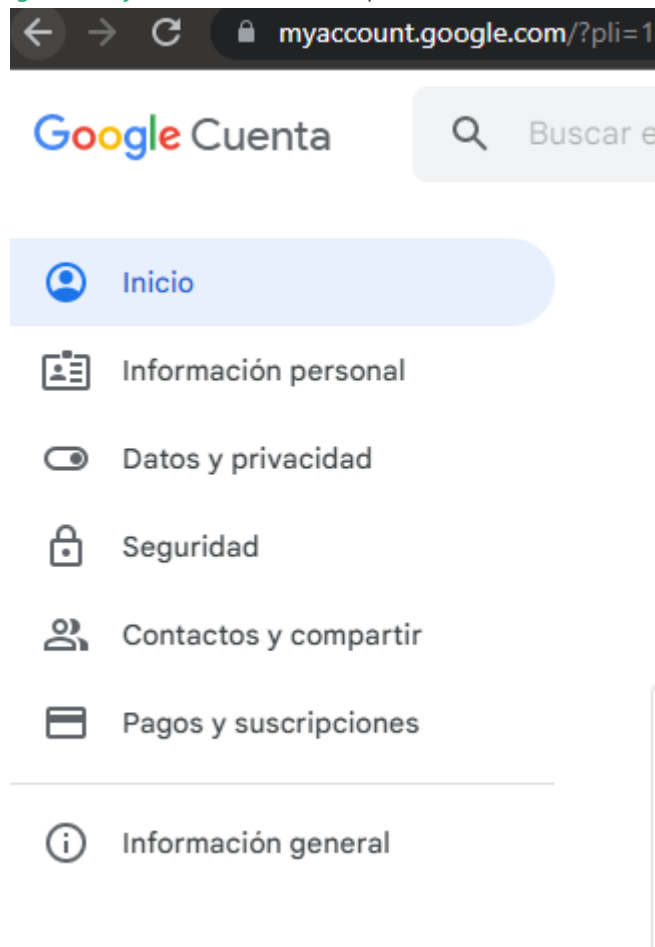 myaccount.google.com/?pli=1
Google Cuenta
Buscar e
Inicio
Información personal
Datos y privacidad
Seguridad
Contactos y compartir
Pagos y suscripciones
Información general